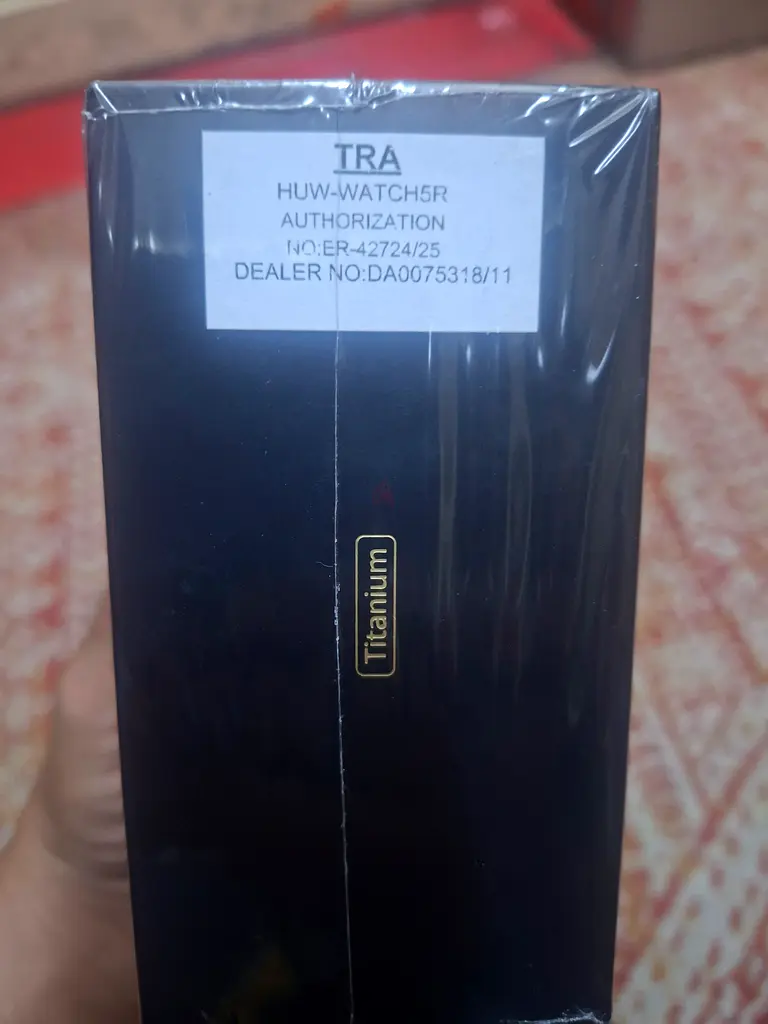 TRA
HUW-WATCH5R
AUTHORIZATION
NO:ER-42724/25
DEALER NO:DA0075318/11
Titanium